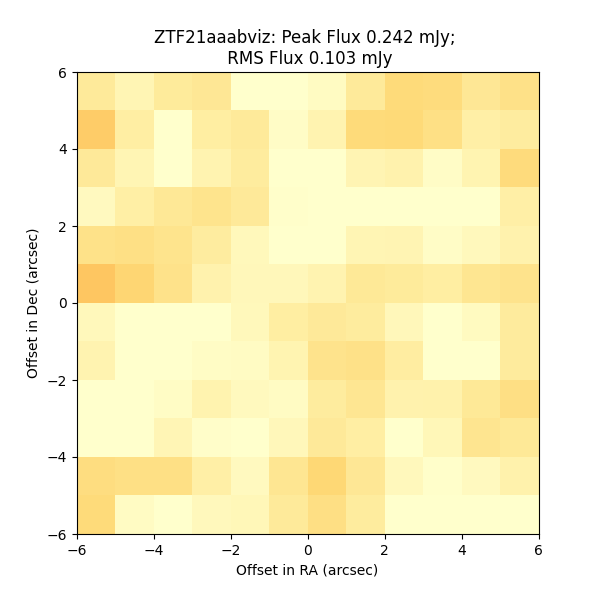 ZTF21aaabviz: Peak Flux 0.242 mJy;
RMS Flux 0.103 mJy
6
4
2
0
−2
−4
−6
Offset in Dec (arcsec)
−6 −4 −2 0 2 4 6
Offset in RA (arcsec)